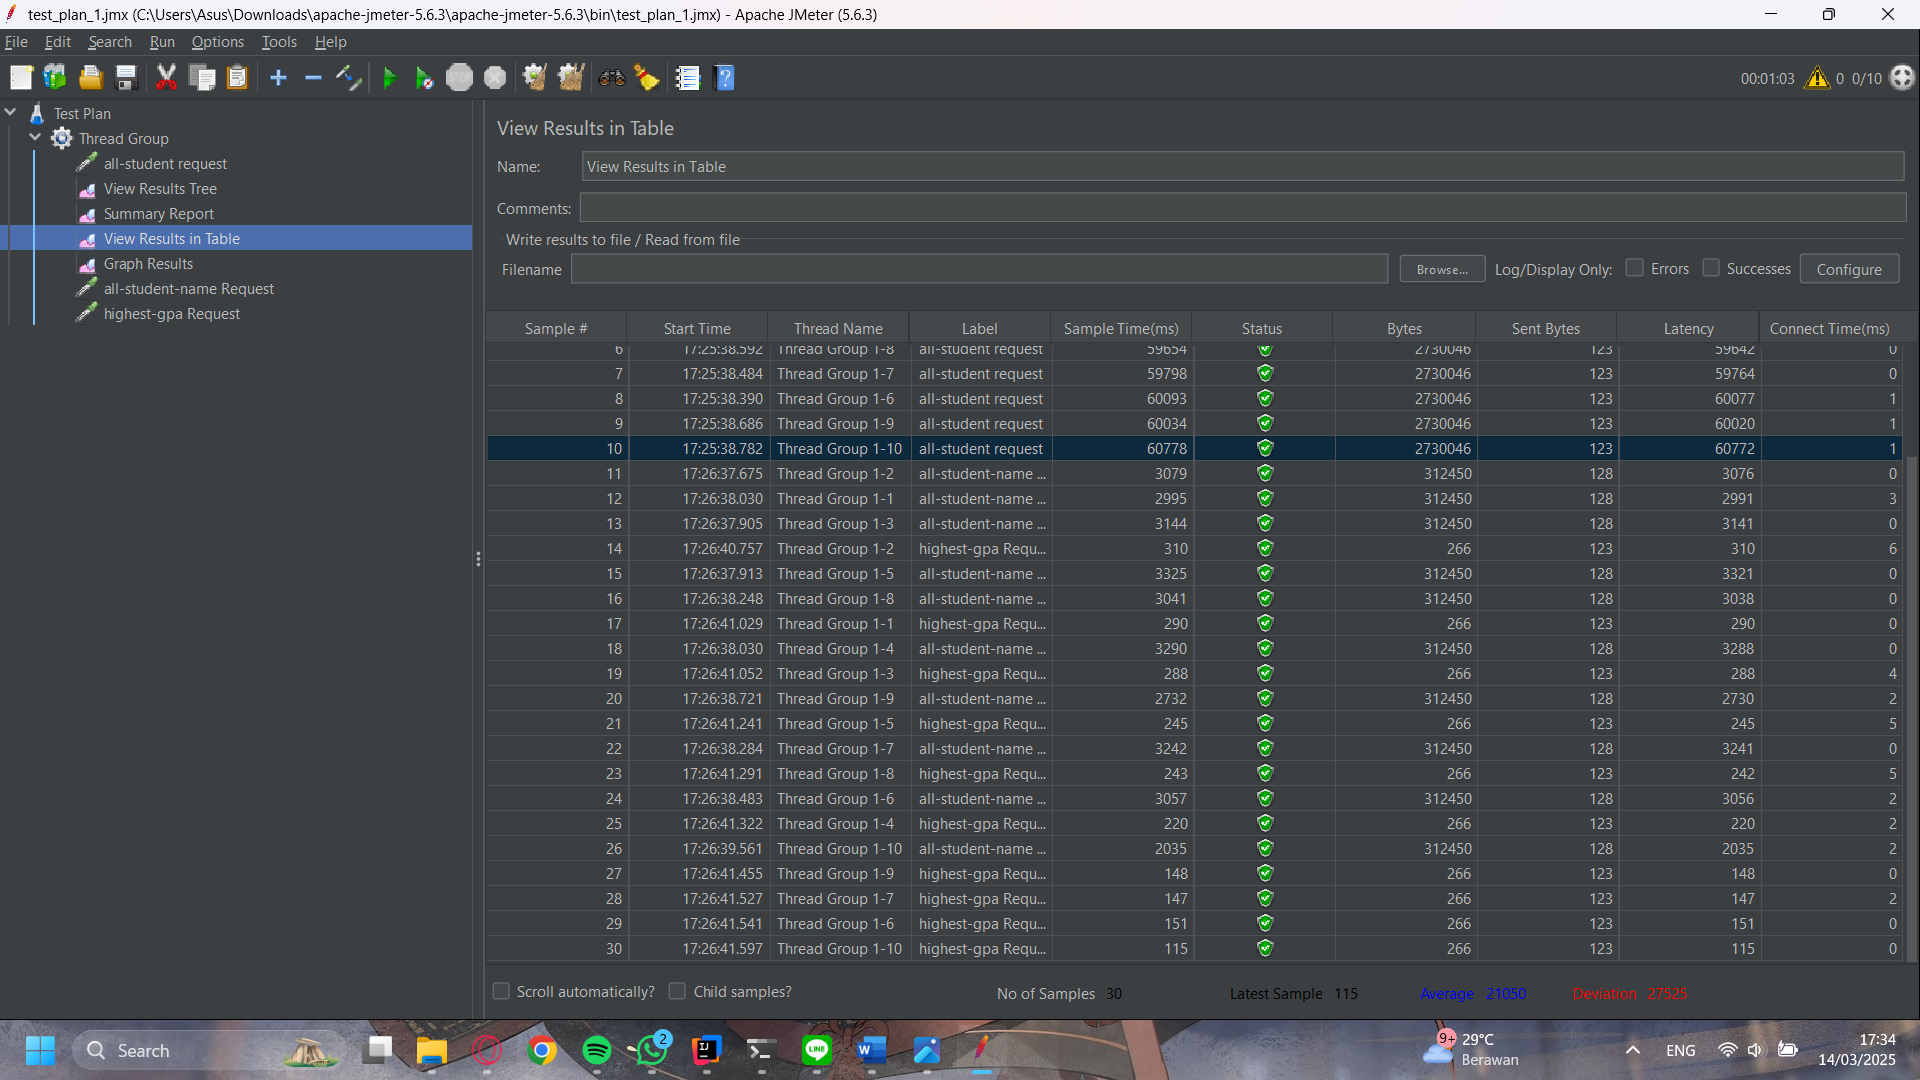 test_plan_1.jmx (C:\Users\Asus\Downloads\apache-jmeter-5.6.3\apache-jmeter-5.6.3\bin\test_plan_1.jmx) - Apache JMeter (5.6.3)
File Edit Search Run Options Tools Help
STOP 00:01:03 0 0/10
Test Plan
Thread Group
all-student request
View Results Tree
Summary Report
View Results in Table
Graph Results
all-student-name Request
highest-gpa Request
View Results in Table
Name: View Results in Table
Comments:
Write results to file / Read from file
Filename Browse... Log/Display Only: Errors Successes Configure
Sample # Start Time Thread Name Label Sample Time(ms) Status Bytes Sent Bytes Latency Connect Time(ms)
6 17:25:38.592 Thread Group 1-8 all-student request 59654 2730046 123 59642 0
7 17:25:38.484 Thread Group 1-7 all-student request 59798 2730046 123 59764 0
8 17:25:38.390 Thread Group 1-6 all-student request 60093 2730046 123 60077 1
9 17:25:38.686 Thread Group 1-9 all-student request 60034 2730046 123 60020 1
10 17:25:38.782 Thread Group 1-10 all-student request 60778 2730046 123 60772 1
11 17:26:37.675 Thread Group 1-2 all-student-name ... 3079 312450 128 3076 0
12 17:26:38.030 Thread Group 1-1 all-student-name ... 2995 312450 128 2991 3
13 17:26:37.905 Thread Group 1-3 all-student-name ... 3144 312450 128 3141 0
14 17:26:40.757 Thread Group 1-2 highest-gpa Requ... 310 266 123 310 6
15 17:26:37.913 Thread Group 1-5 all-student-name ... 3325 312450 128 3321 0
16 17:26:38.248 Thread Group 1-8 all-student-name ... 3041 312450 128 3038 0
17 17:26:41.029 Thread Group 1-1 highest-gpa Requ... 290 266 123 290 0
18 17:26:38.030 Thread Group 1-4 all-student-name ... 3290 312450 128 3288 0
19 17:26:41.052 Thread Group 1-3 highest-gpa Requ... 288 266 123 288 4
20 17:26:38.721 Thread Group 1-9 all-student-name ... 2732 312450 128 2730 2
21 17:26:41.241 Thread Group 1-5 highest-gpa Requ... 245 266 123 245 5
22 17:26:38.284 Thread Group 1-7 all-student-name ... 3242 312450 128 3241 0
23 17:26:41.291 Thread Group 1-8 highest-gpa Requ... 243 266 123 242 5
24 17:26:38.483 Thread Group 1-6 all-student-name ... 3057 312450 128 3056 2
25 17:26:41.322 Thread Group 1-4 highest-gpa Requ... 220 266 123 220 2
26 17:26:39.561 Thread Group 1-10 all-student-name ... 2035 312450 128 2035 2
27 17:26:41.455 Thread Group 1-9 highest-gpa Requ... 148 266 123 148 0
28 17:26:41.527 Thread Group 1-7 highest-gpa Requ... 147 266 123 147 2
29 17:26:41.541 Thread Group 1-6 highest-gpa Requ... 151 266 123 151 0
30 17:26:41.597 Thread Group 1-10 highest-gpa Requ... 115 266 123 115 0
Scroll automatically? Child samples? No of Samples 30 Latest Sample 115 Average 21050 Deviation 27525
Search 2 IJ LINE W 9+ 29°C ENG 17:34
Berawan 14/03/2025